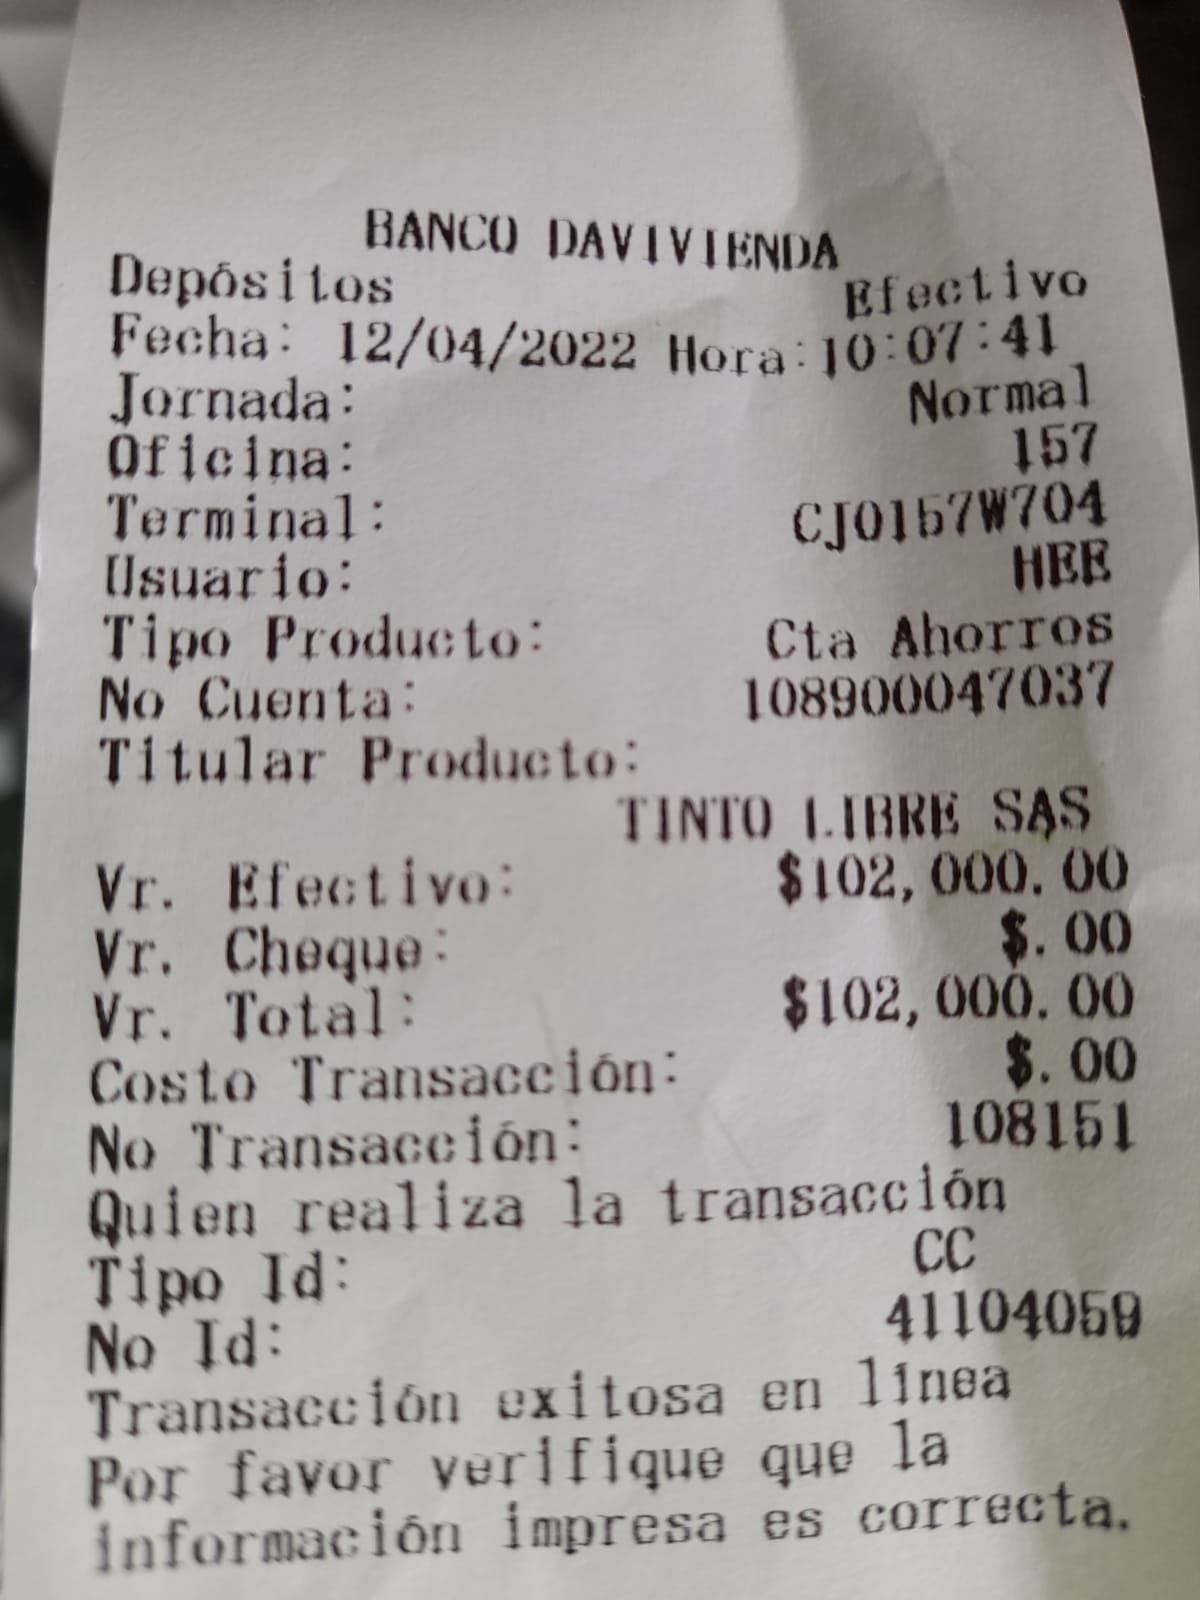 BANCO DAVIVIENDA
Depósitos Efectivo
Fecha: 12/04/2022 Hora:10:07:41
Jornada: Normal
Oficina: 157
Terminal: CJ0157W704
Usuario: HEE
Tipo Producto: Cta Ahorros
No Cuenta: 108900047037
Titular Producto:
TINTO LIBRE SAS
Vr. Efectivo: $102,000.00
Vr. Cheque: $.00
Vr. Total: $102,000.00
Costo Transacción: $.00
No Transacción: 108151
Quien realiza la transacción
Tipo Id: CC
No Id: 41104059
Transacción exitosa en línea
Por favor verifique que la
información impresa es correcta.